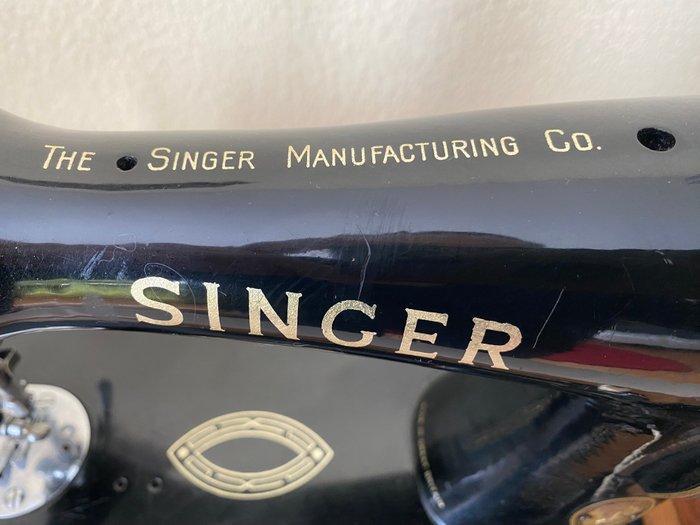 THE SINGER MANUFACTURING CO.
SINGER